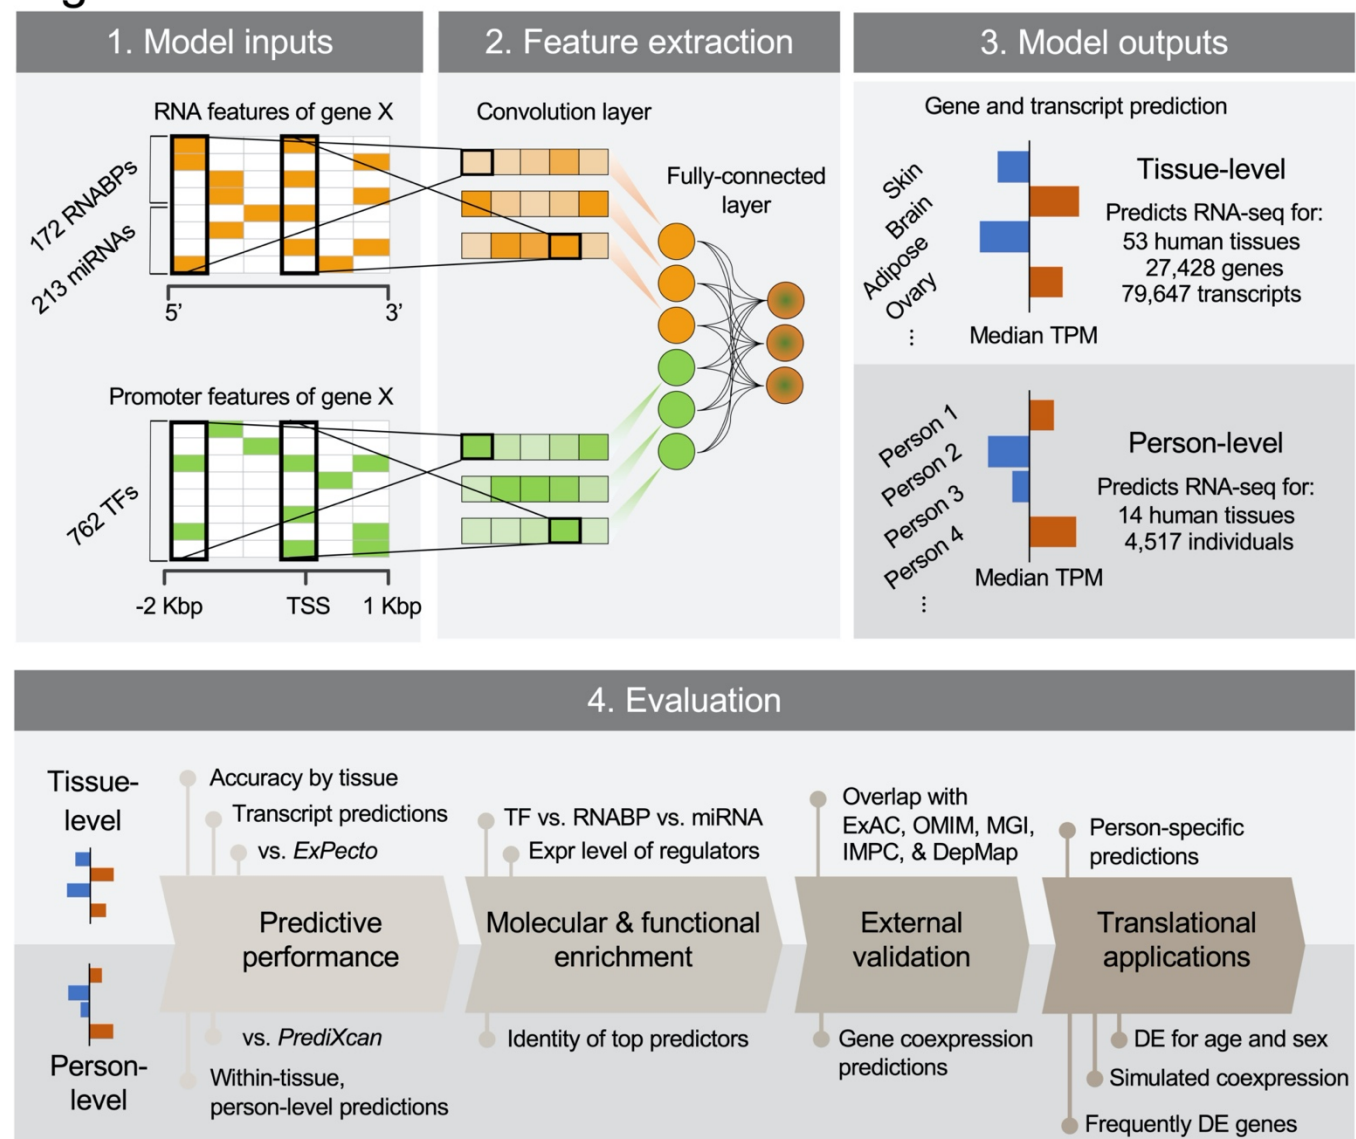 1. Model inputs
RNA features of gene X
172 RNABPs
213 miRNAs
5’
3’
Promoter features of gene X
762 TFs
-2 Kbp
TSS
1 Kbp
2. Feature extraction
Convolution layer
Fully-connected
layer
3. Model outputs
Gene and transcript prediction
Skin
Brain
Adipose
Ovary
...
Median TPM
Tissue-level
Predicts RNA-seq for:
53 human tissues
27,428 genes
79,647 transcripts
Person 1
Person 2
Person 3
Person 4
...
Median TPM
Person-level
Predicts RNA-seq for:
14 human tissues
4,517 individuals
4. Evaluation
Tissue-
level
Person-
level
Accuracy by tissue
Transcript predictions
vs. ExPecto
Predictive
performance
vs. PrediXcan
Within-tissue,
person-level predictions
TF vs. RNABP vs. miRNA
Expr level of regulators
Molecular & functional
enrichment
Identity of top predictors
Overlap with
ExAC, OMIM, MGI,
IMPC, & DepMap
External
validation
Gene coexpression
predictions
Person-specific
predictions
Translational
applications
DE for age and sex
Simulated coexpression
Frequently DE genes